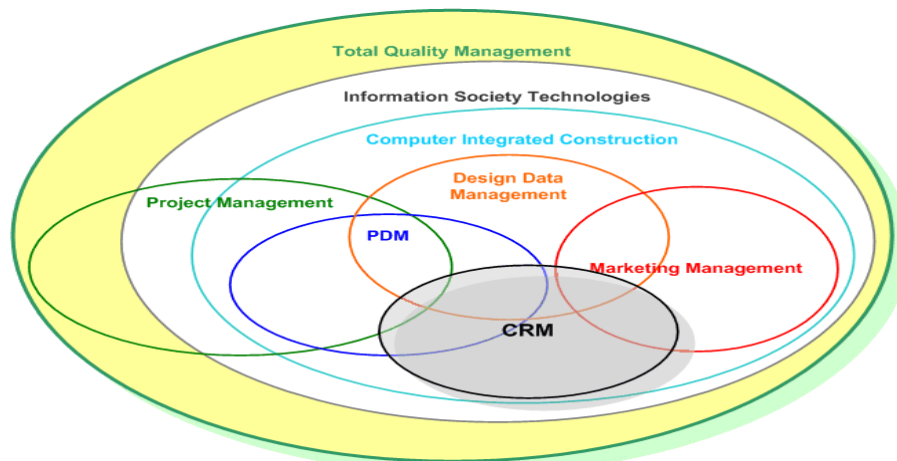 Total Quality Management
Information Society Technologies
Computer Integrated Construction
Design Data
Management
Project Management
PDM
Marketing Management
CRM